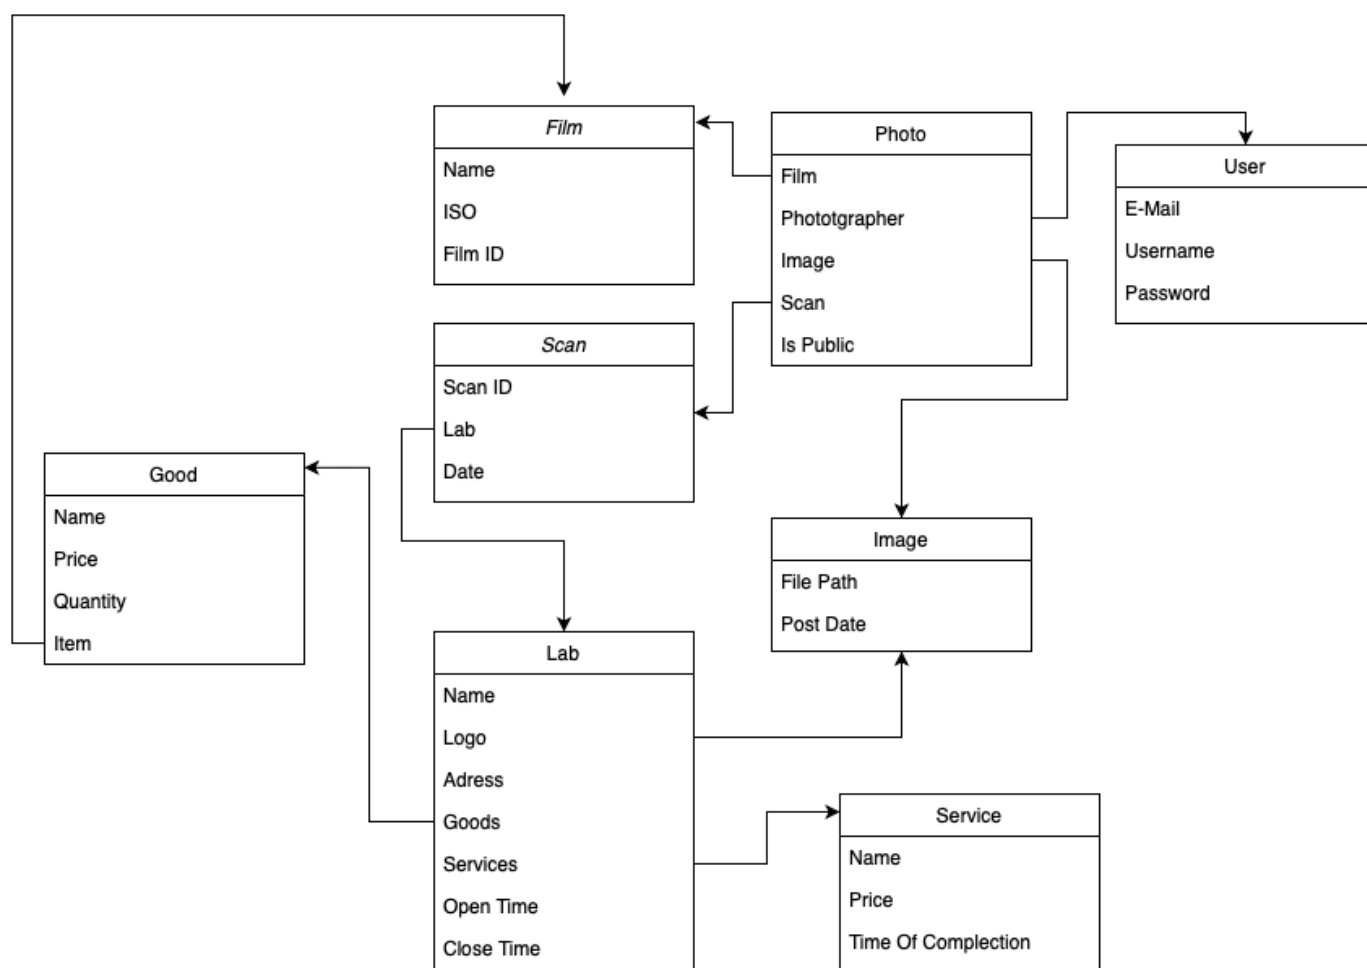 Film
Name
ISO
Film ID
Photo
Film
Phototgrapher
Image
Scan
Is Public
User
E-Mail
Username
Password
Scan
Scan ID
Lab
Date
Good
Name
Price
Quantity
Item
Image
File Path
Post Date
Lab
Name
Logo
Adress
Goods
Services
Open Time
Close Time
Service
Name
Price
Time Of Complection